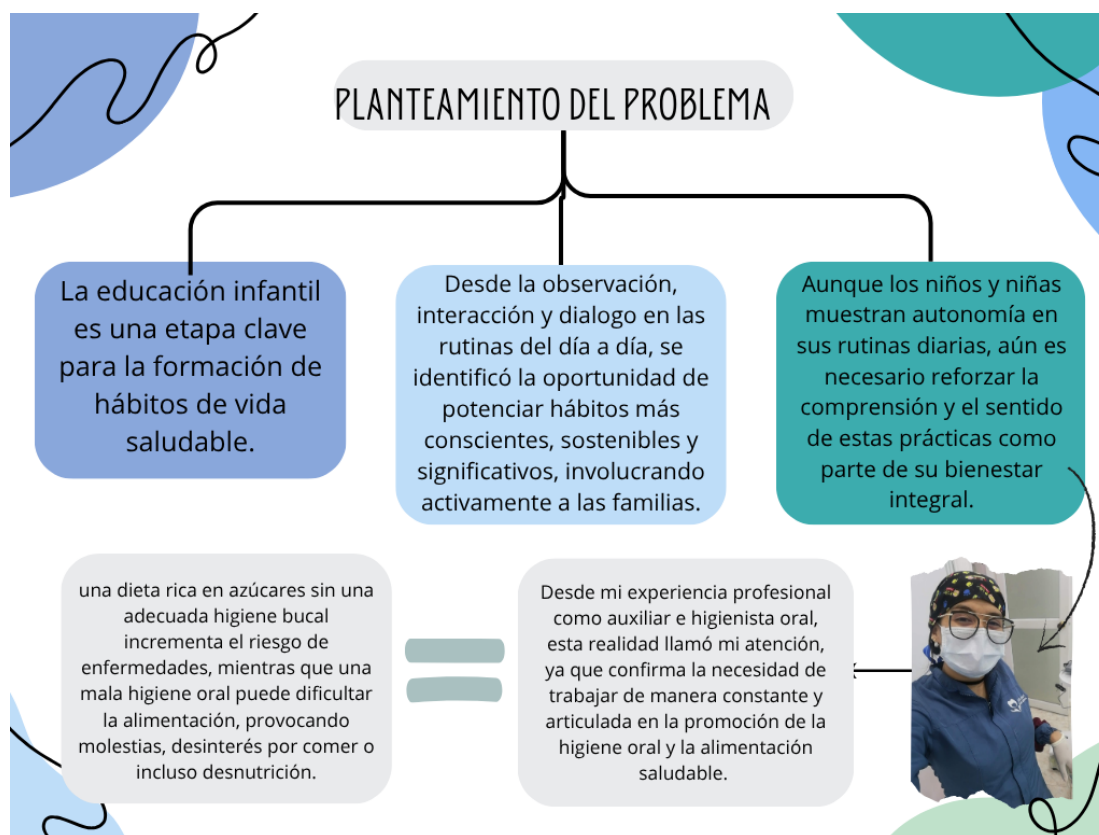 PLANTEAMIENTO DEL PROBLEMA
La educación infantil
es una etapa clave
para la formación de
hábitos de vida
saludable.
Desde la observación,
interacción y dialogo en las
rutinas del día a día, se
identificó la oportunidad de
potenciar hábitos más
conscientes, sostenibles y
significativos, involucrando
activamente a las familias.
Aunque los niños y niñas
muestran autonomía en
sus rutinas diarias, aún es
necesario reforzar la
comprensión y el sentido
de estas prácticas como
parte de su bienestar
integral.
una dieta rica en azúcares sin una
adecuada higiene bucal
incrementa el riesgo de
enfermedades, mientras que una
mala higiene oral puede dificultar
la alimentación, provocando
molestias, desinterés por comer o
incluso desnutrición.
Desde mi experiencia profesional
como auxiliar e higienista oral,
esta realidad llamó mi atención,
ya que confirma la necesidad de
trabajar de manera constante y
articulada en la promoción de la
higiene oral y la alimentación
saludable.